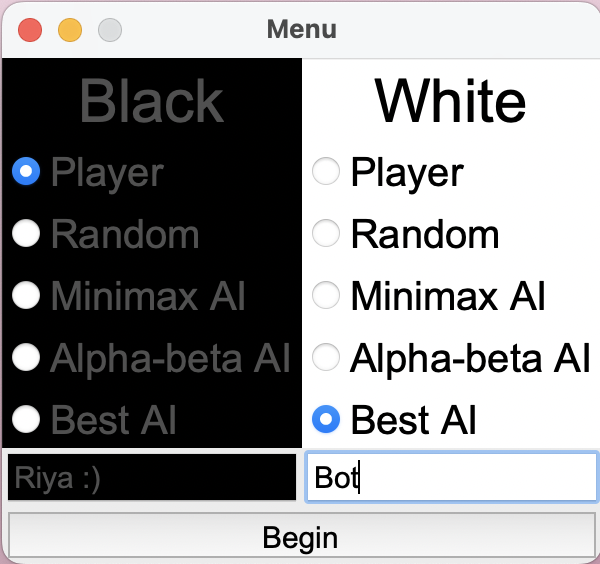 Menu
Black
Player
Random
Minimax AI
Alpha-beta AI
Best AI
Riya :)
White
Player
Random
Minimax AI
Alpha-beta AI
Best AI
Bot
Begin